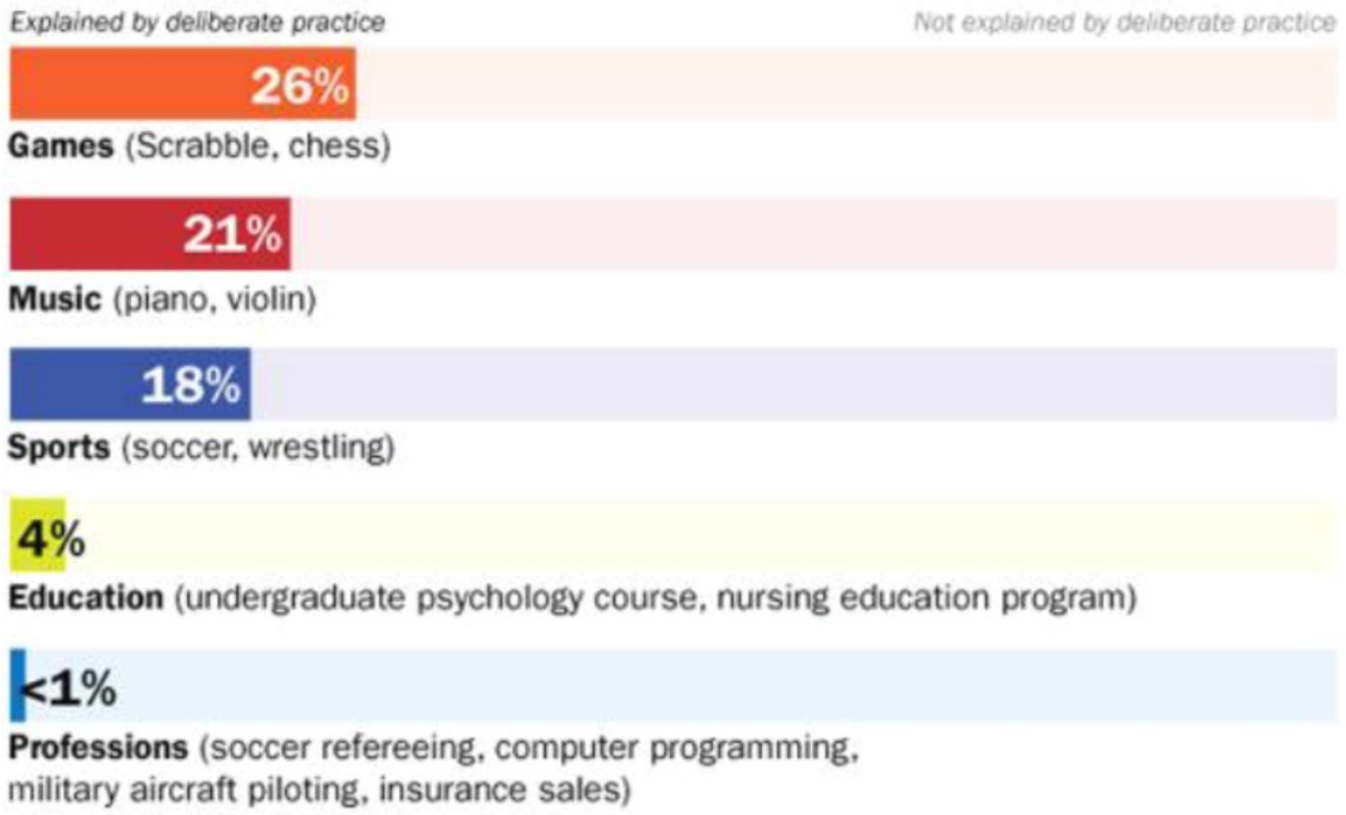 Explained by deliberate practice
Not explained by deliberate practice
26%
Games (Scrabble, chess)
21%
Music (piano, violin)
18%
Sports (soccer, wrestling)
4%
Education (undergraduate psychology course, nursing education program)
<1%
Professions (soccer refereeing, computer programming,
military aircraft piloting, insurance sales)